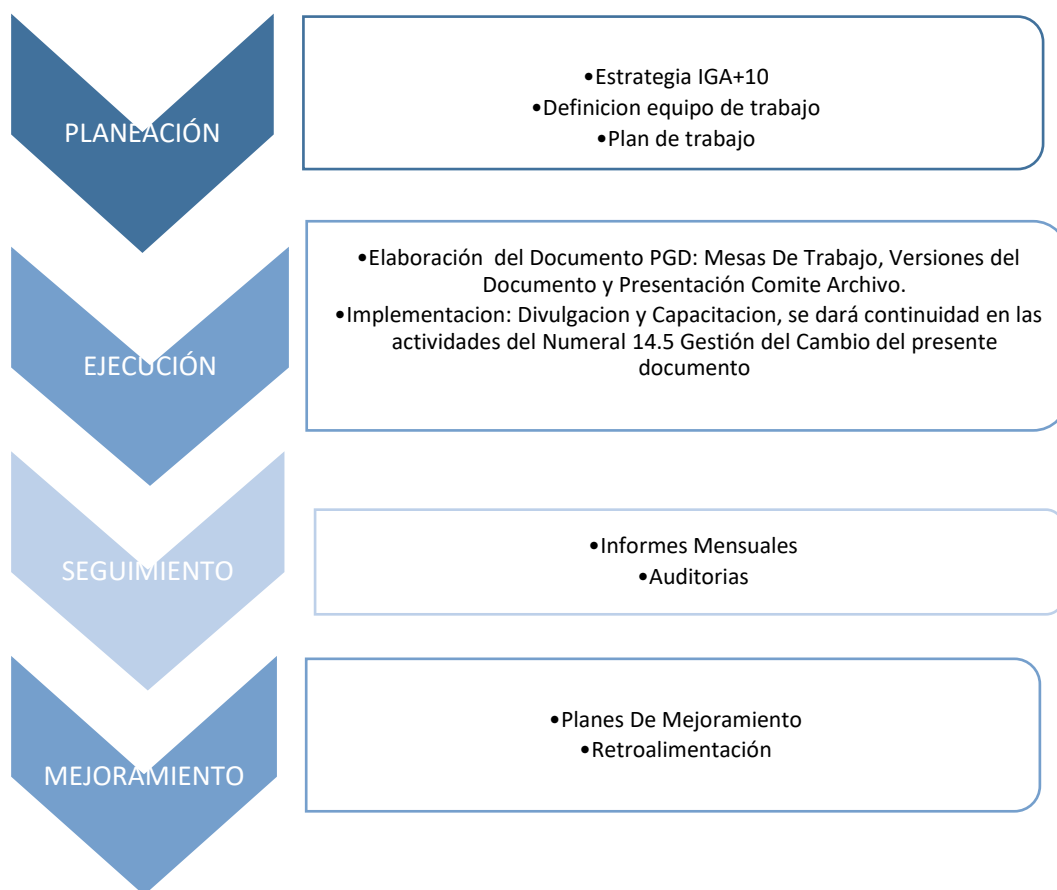 PLANEACIÓN
•Estrategia IGA+10
•Definicion equipo de trabajo
•Plan de trabajo
EJECUCIÓN
•Elaboración  del Documento PGD: Mesas De Trabajo, Versiones del
Documento y Presentación Comite Archivo.
•Implementacion: Divulgacion y Capacitacion, se dará continuidad en las
actividades del Numeral 14.5 Gestión del Cambio del presente
documento
SEGUIMIENTO
•Informes Mensuales
•Auditorias
MEJORAMIENTO
•Planes De Mejoramiento
•Retroalimentación